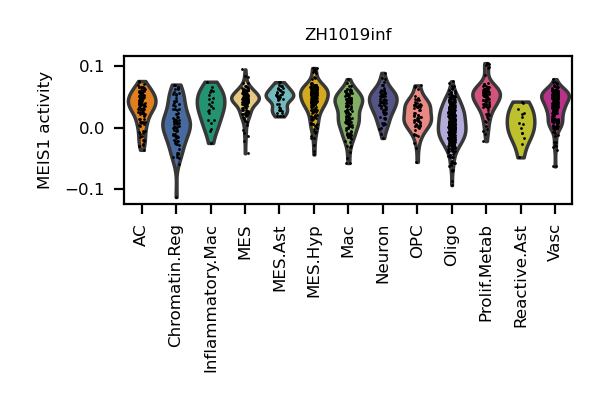 ZH1019inf
MEIS1 activity
0.1
0.0
−0.1
AC
Chromatin.Reg
Inflammatory.Mac
MES
MES.Ast
MES.Hyp
Mac
Neuron
OPC
Oligo
Prolif.Metab
Reactive.Ast
Vasc